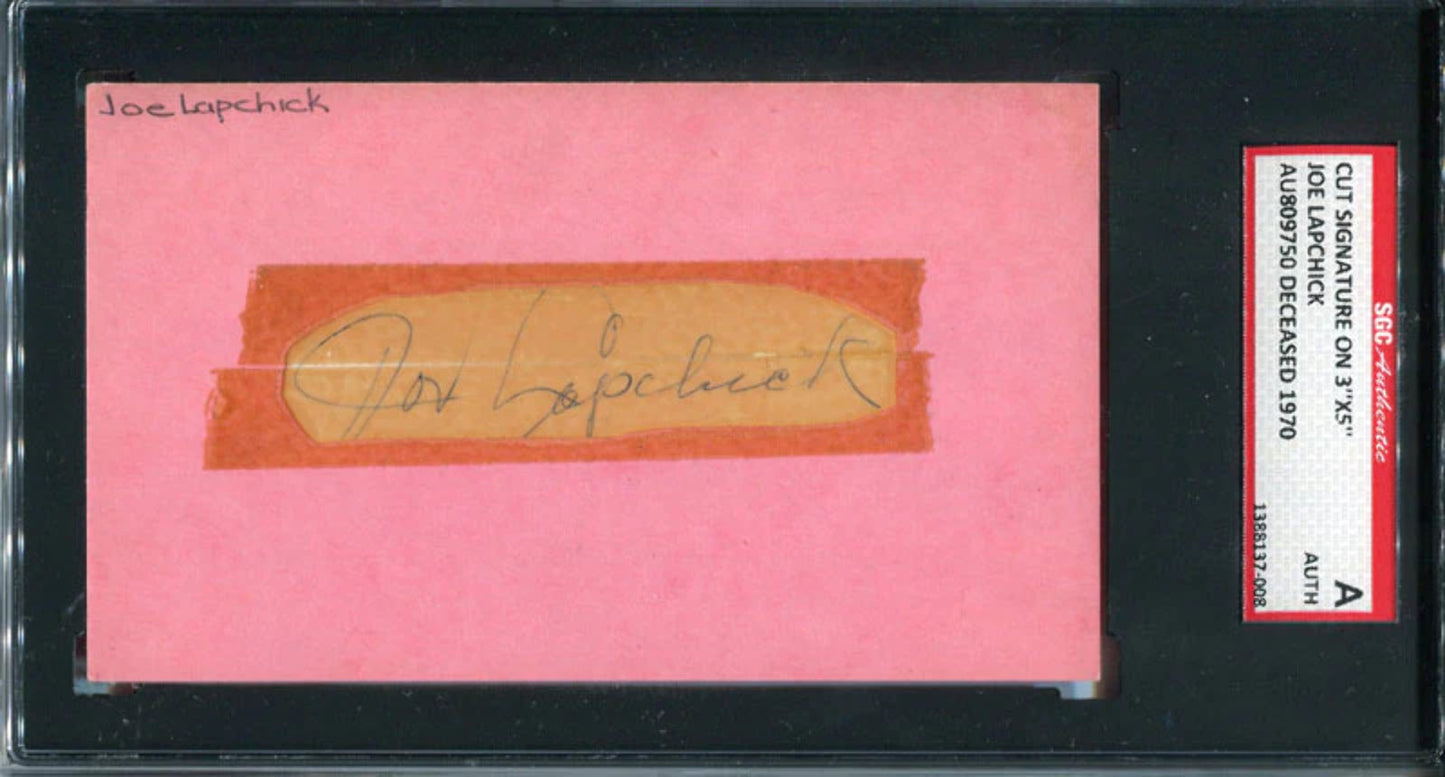 Joe Lapchick
Joe Lapchick
SGC Authentic
CUT SIGNATURE ON 3"X5"
JOE LAPCHICK
AU809750 DECEASED 1970
A
AUTH
1388137-008